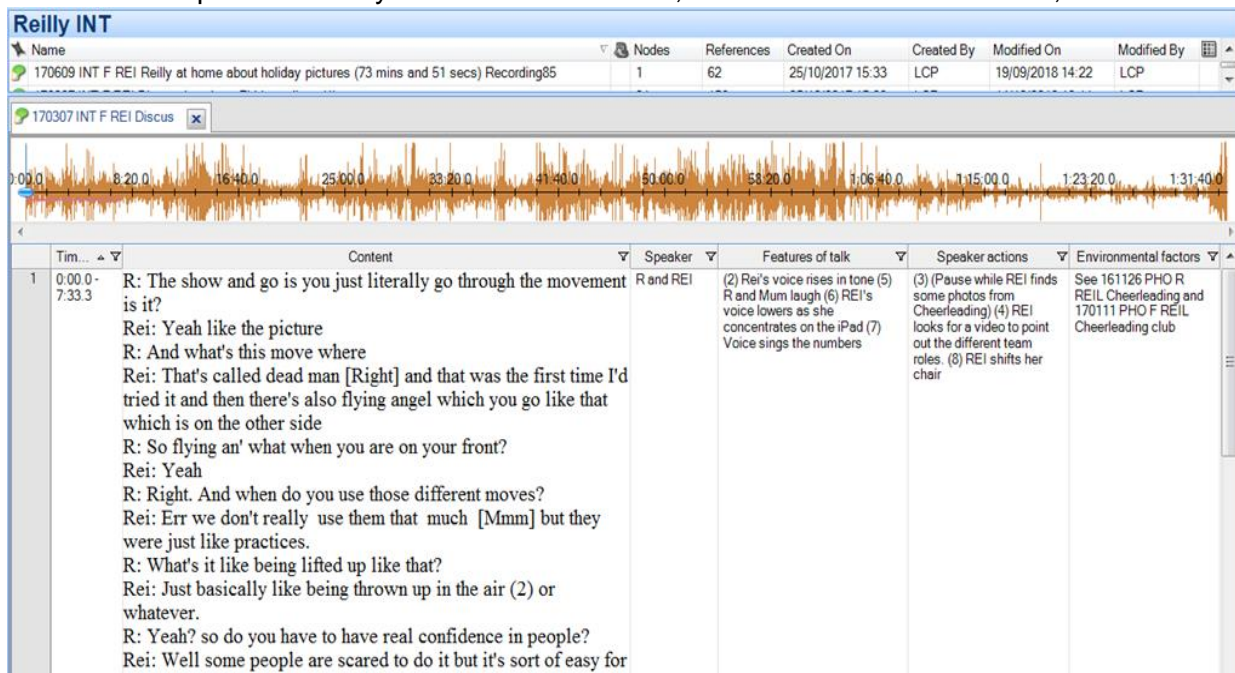 Reilly INT
Name Nodes References Created On Created By Modified On Modified By
170609 INT F REI Reilly at home about holiday pictures (73 mins and 51 secs) Recording85 1 62 25/10/2017 15:33 LCP 19/09/2018 14:22 LCP
170307 INT F REI Discus
0:00.0 8:20.0 16:40.0 25:00.0 33:20.0 41:40.0 50:00.0 58:20.0 1:06:40.0 1:15:00.0 1:23:20.0 1:31:40.0
Tim... Content Speaker Features of talk Speaker actions Environmental factors
1
0:00.0 -
7:33.3
R: The show and go is you just literally go through the movement
is it?
Rei: Yeah like the picture
R: And what's this move where
Rei: That's called dead man [Right] and that was the first time I'd
tried it and then there's also flying angel which you go like that
which is on the other side
R: So flying an' what when you are on your front?
Rei: Yeah
R: Right. And when do you use those different moves?
Rei: Err we don't really use them that much [Mmm] but they
were just like practices.
R: What's it like being lifted up like that?
Rei: Just basically like being thrown up in the air (2) or
whatever.
R: Yeah? so do you have to have real confidence in people?
Rei: Well some people are scared to do it but it's sort of easy for
R and REI
(2) Rei's voice rises in tone (5)
R and Mum laugh (6) REI's
voice lowers as she
concentrates on the iPad (7)
Voice sings the numbers
(3) (Pause while REI finds
some photos from
Cheerleading) (4) REI
looks for a video to point
out the different team
roles. (8) REI shifts her
chair
See 161126 PHO R
REIL Cheerleading and
170111 PHO F REIL
Cheerleading club